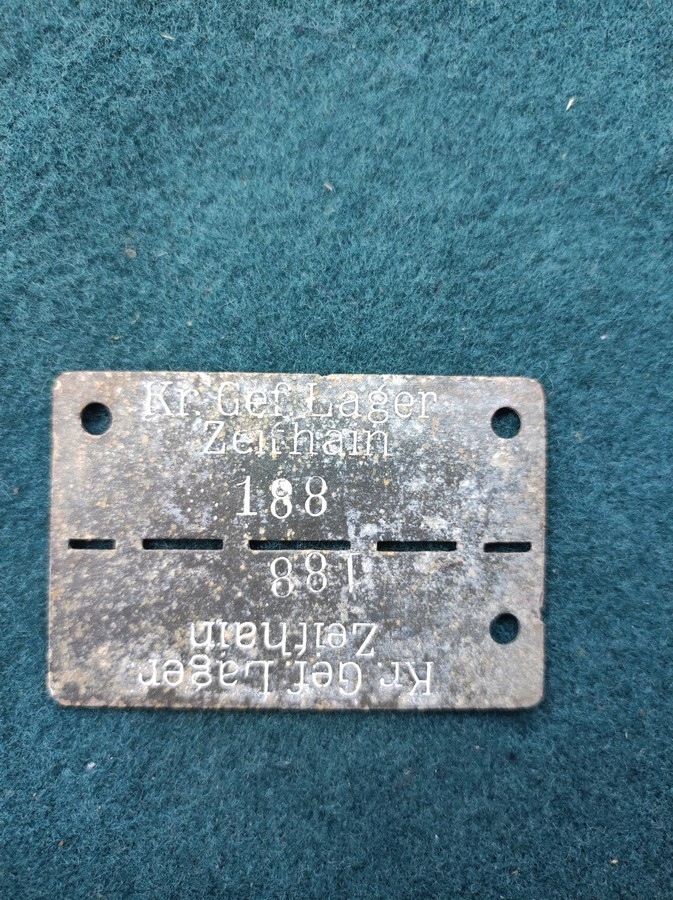 Kr. Gef. Lager
Zeithain
188
188
Zeithain
Kr. Gef. Lager